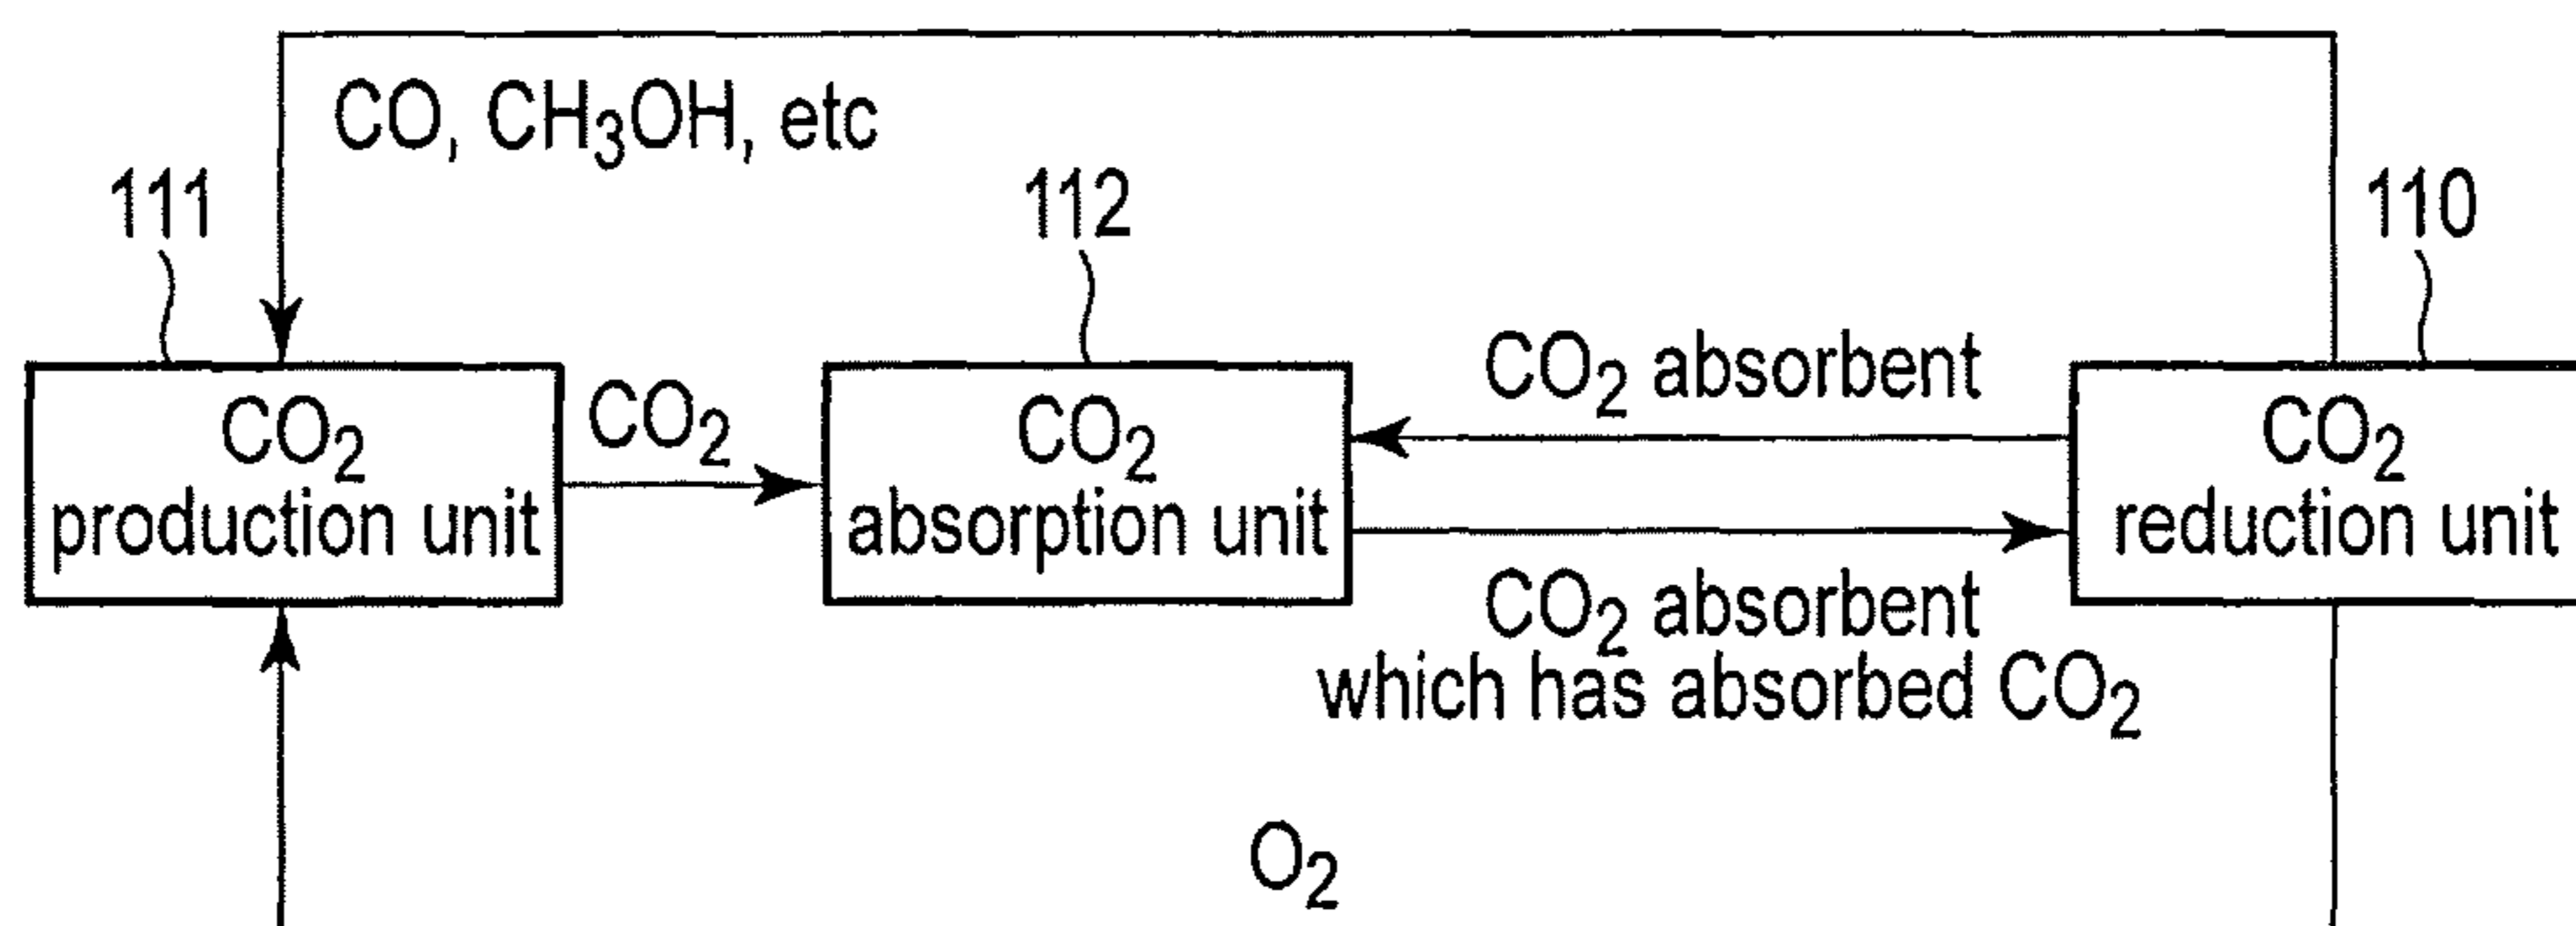 CO, CH₃OH, etc
111
112
110
CO₂
production unit
CO₂
CO₂
absorption unit
CO₂ absorbent
CO₂ absorbent
which has absorbed CO₂
CO₂
reduction unit
O₂